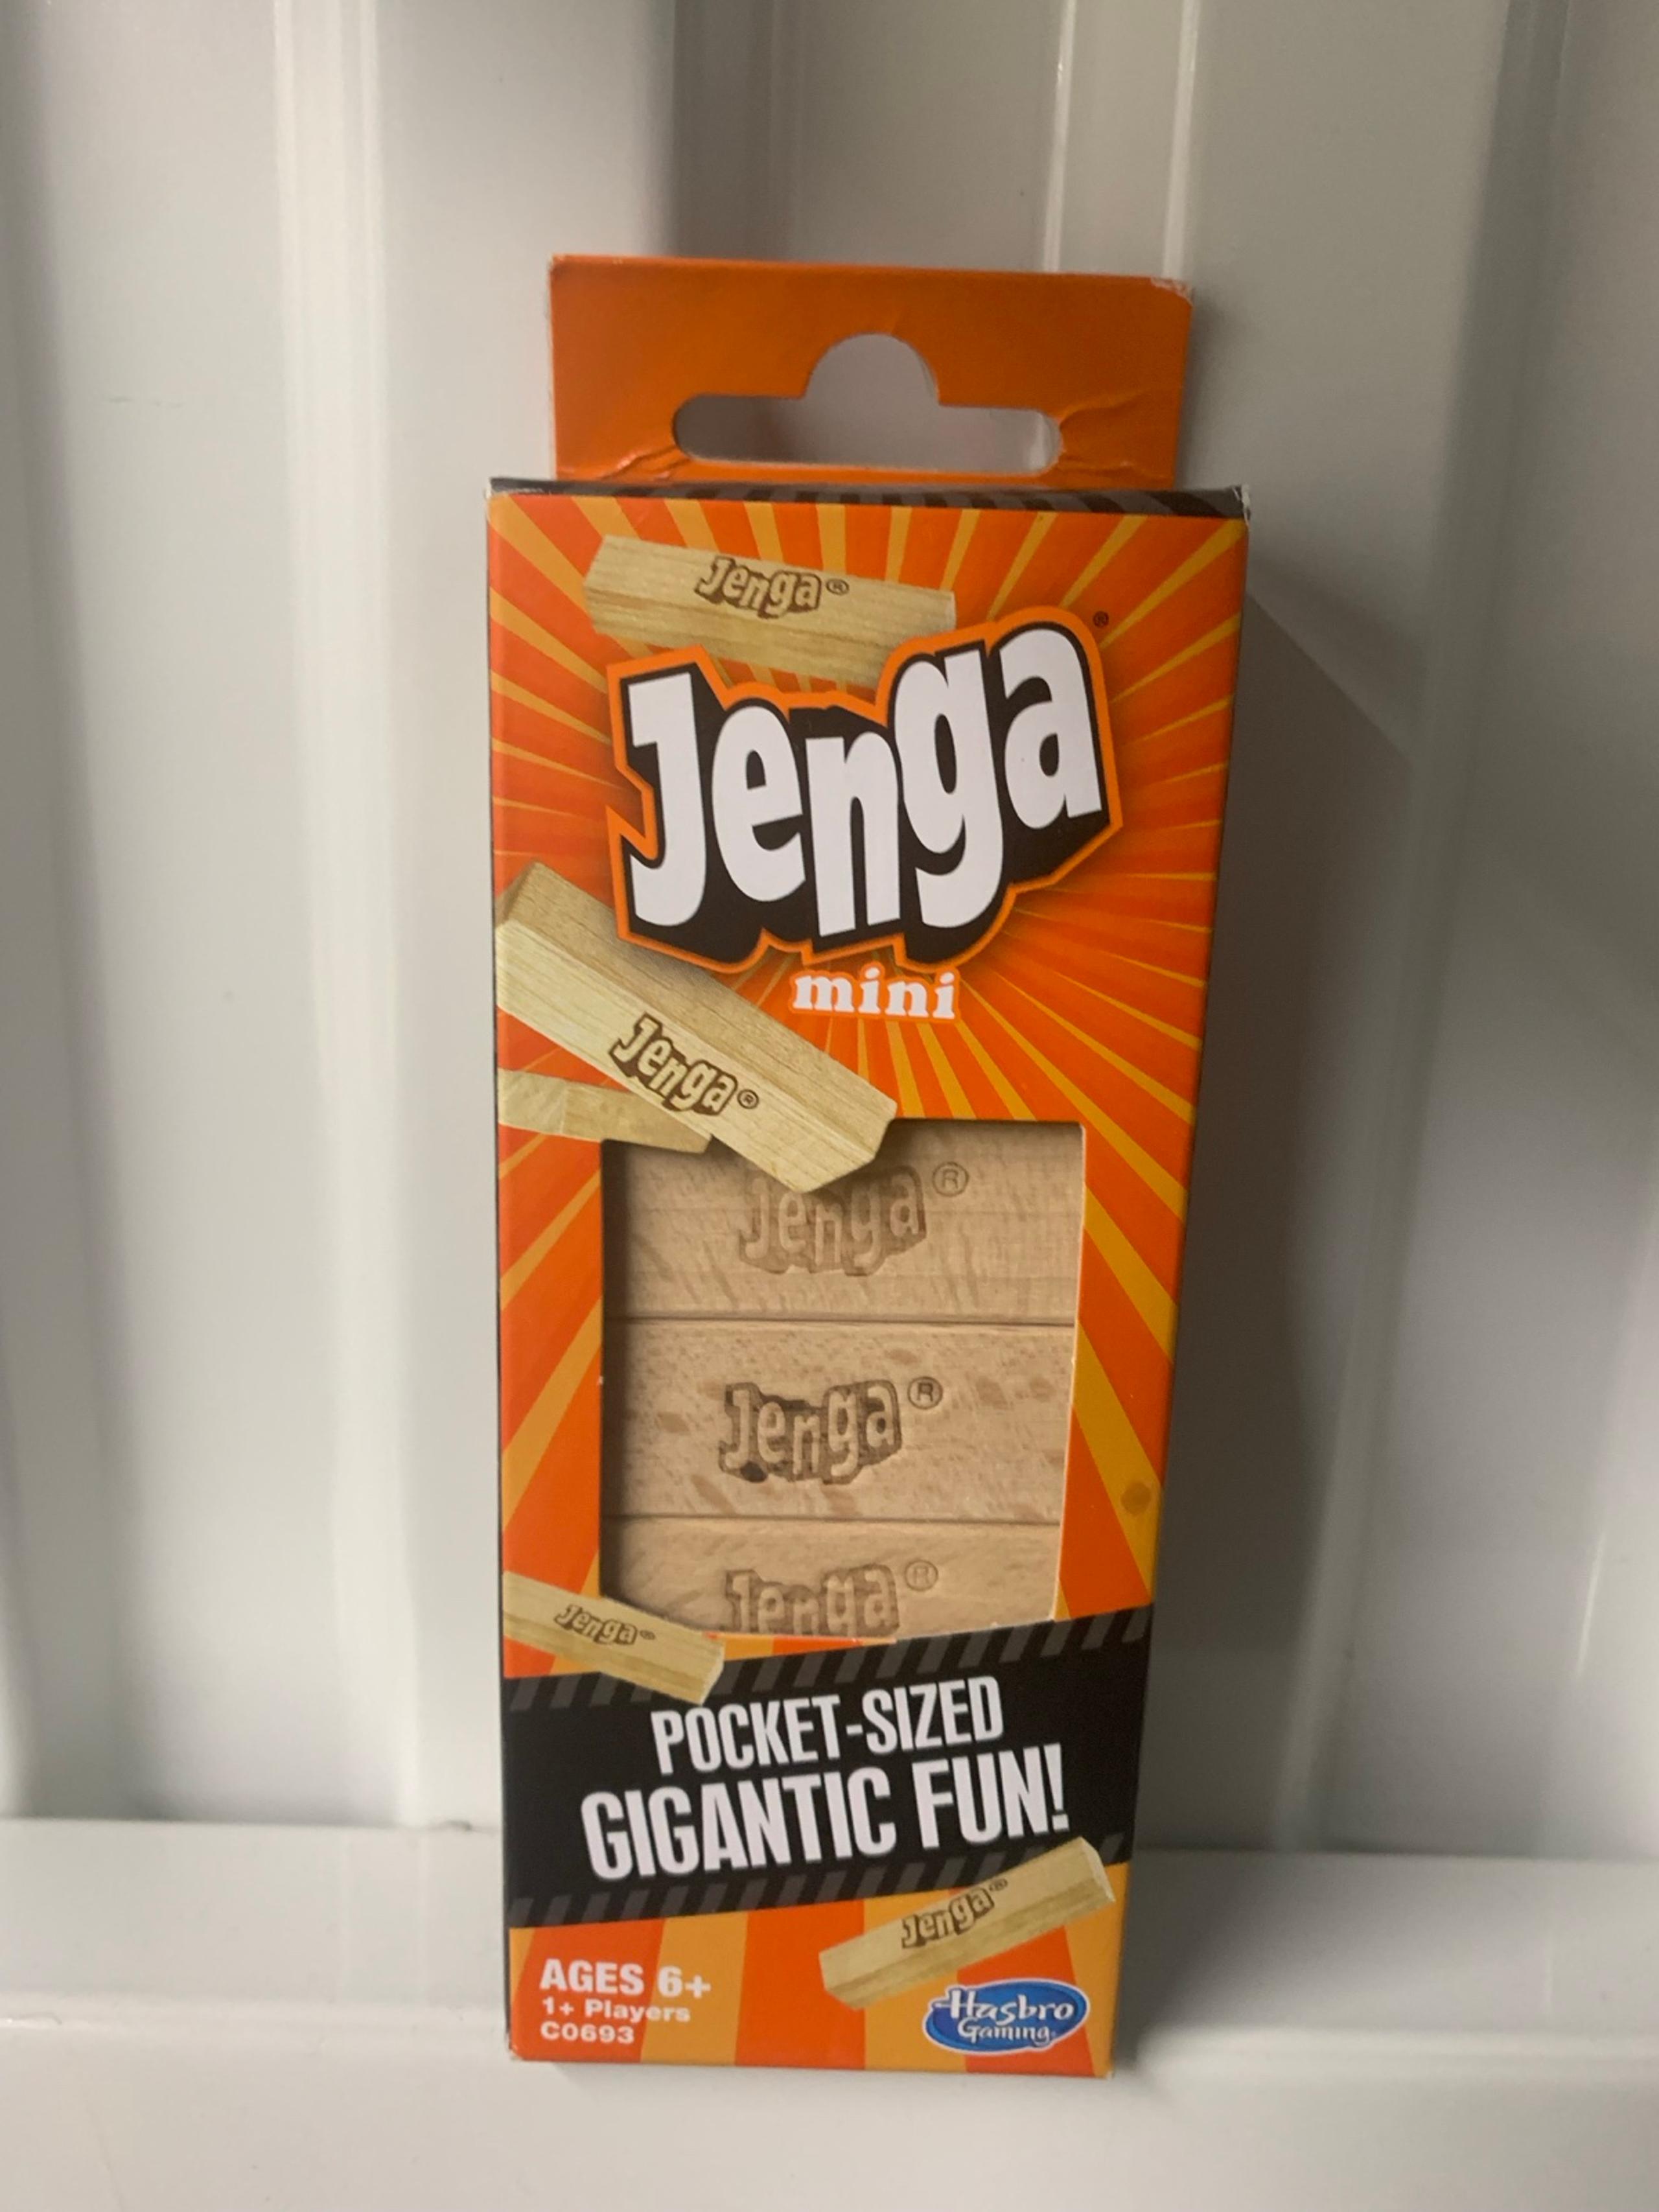 Jenga®
Jenga®
mini
Jenga®
Jenga®
Jenga®
Jenga®
Jenga®
POCKET-SIZED
GIGANTIC FUN!
Jenga®
AGES 6+
1+ Players
C0693
Hasbro
Gaming